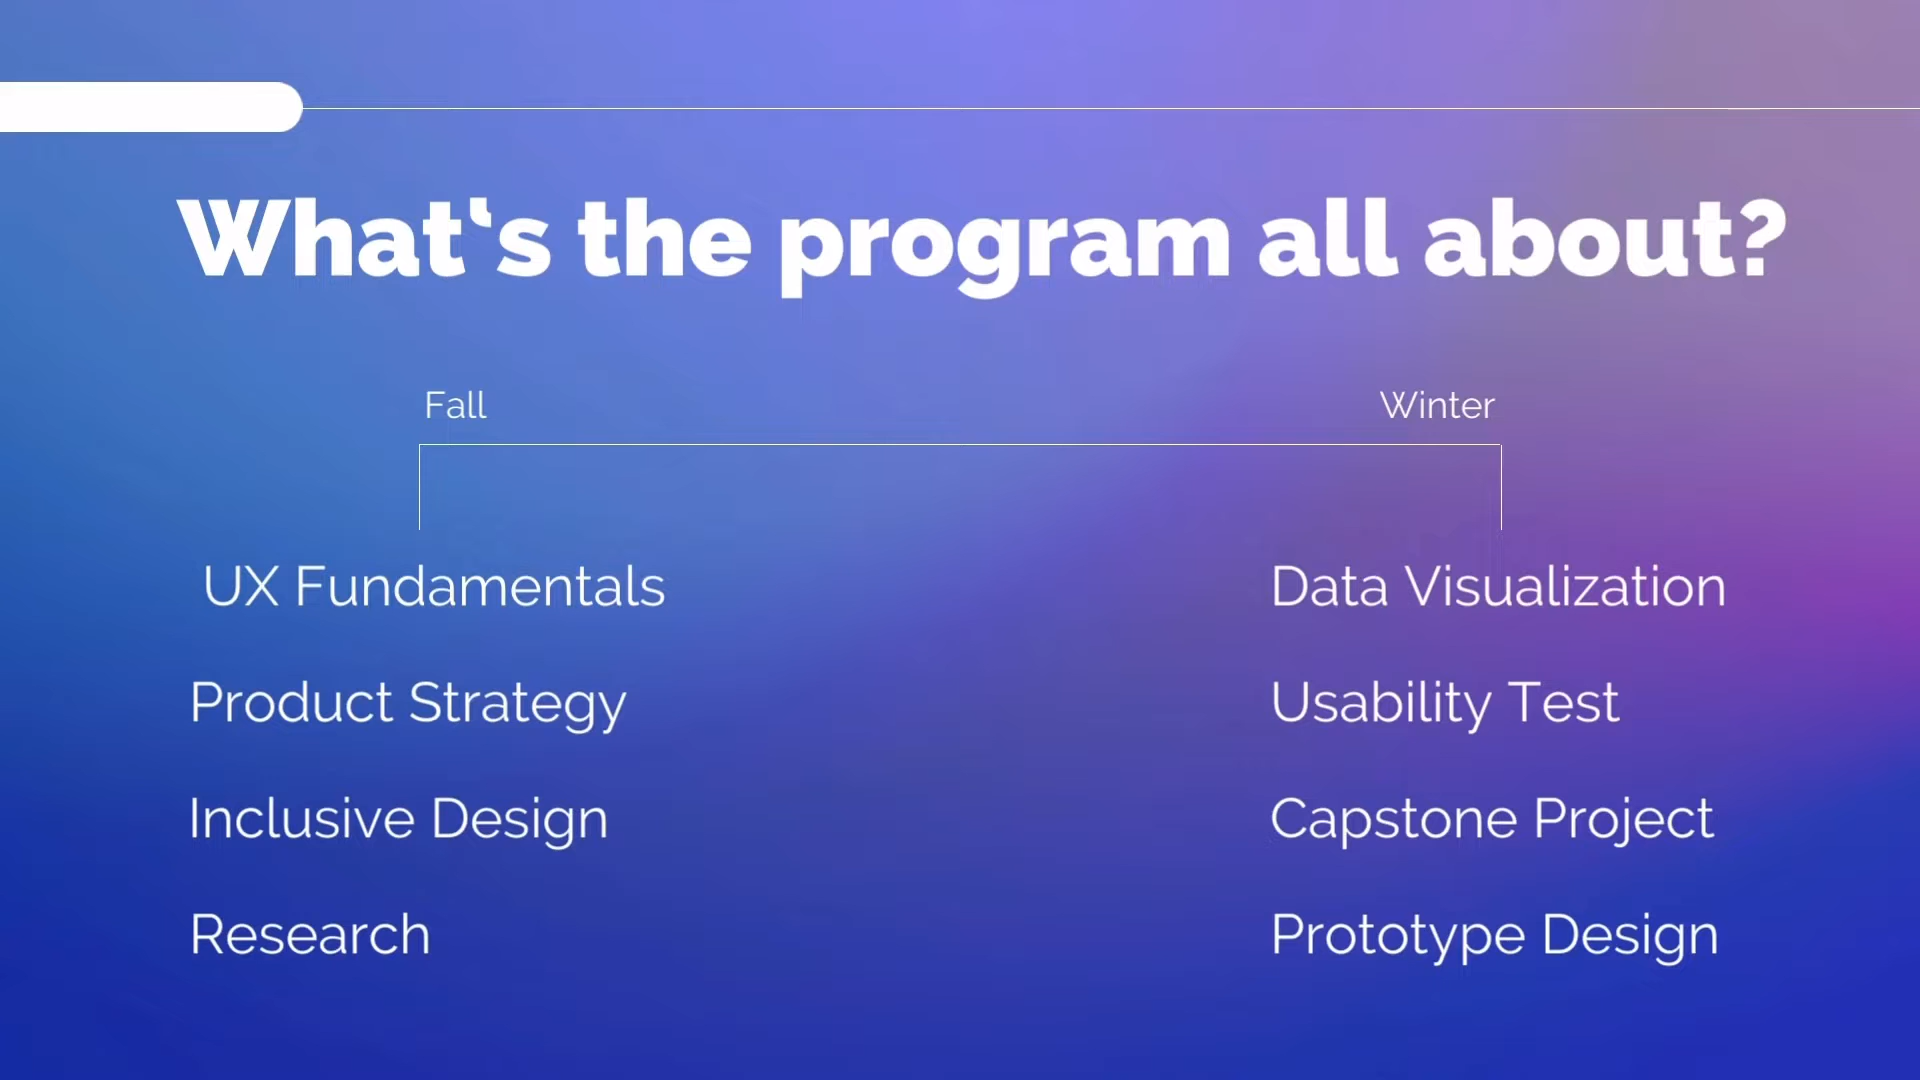 What‘s the program all about?
Fall
Winter
UX Fundamentals
Product Strategy
Inclusive Design
Research
Data Visualization
Usability Test
Capstone Project
Prototype Design